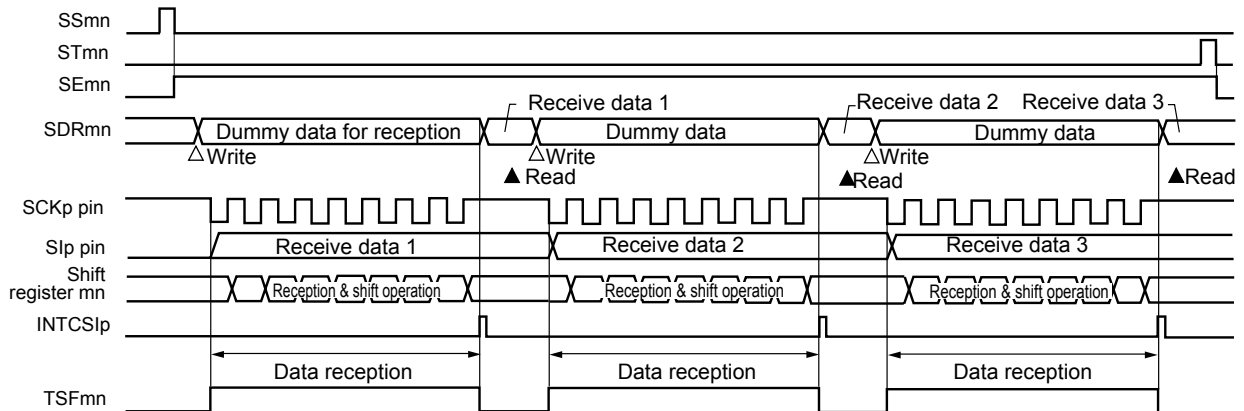 SSmn
STmn
SEmn
Receive data 1
Receive data 2 Receive data 3
SDRmn
Dummy data for reception
Dummy data
Dummy data
△Write
△Write
△Write
▲ Read
▲Read
▲Read
SCKp pin
SIp pin
Receive data 1
Receive data 2
Receive data 3
Shift
register mn
Reception & shift operation
Reception & shift operation
Reception & shift operation
INTCSIp
Data reception
Data reception
Data reception
TSFmn